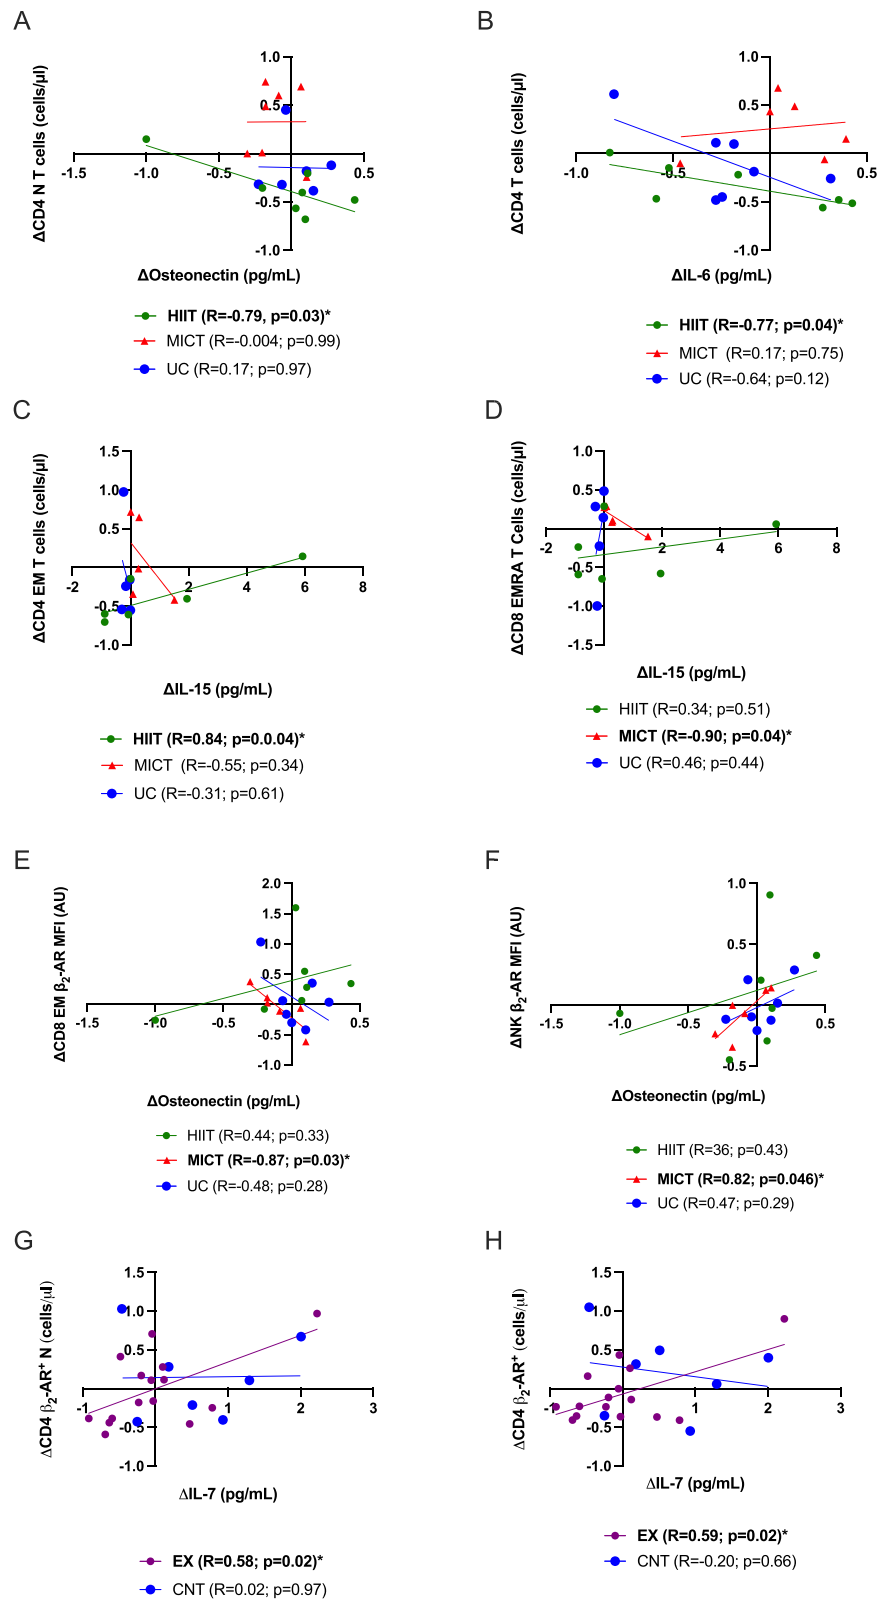 A
ΔCD4 N T cells (cells/µl)
1.0
0.5
-1.0
-0.5
0.5
-0.5
-1.0
ΔOsteonectin (pg/mL)
HIIT (R=-0.79, p=0.03)*
MICT (R=-0.004; p=0.99)
UC (R=0.17; p=0.97)
B
ΔCD4 T cells (cells/µl)
1.0
0.5
-1.0
-0.5
0.5
-0.5
-1.0
ΔIL-6 (pg/mL)
HIIT (R=-0.77; p=0.04)*
MICT (R=0.17; p=0.75)
UC (R=-0.64; p=0.12)
C
ΔCD4 EM T cells (cells/µl)
1.5
1.0
0.5
-2
2
4
6
8
-0.5
-1.0
ΔIL-15 (pg/mL)
HIIT (R=0.84; p=0.0.04)*
MICT (R=-0.55; p=0.34)
UC (R=-0.31; p=0.61)
D
ΔCD8 EMRA T Cells (cells/µl)
1.0
0.5
-2
2
4
6
8
-0.5
-1.0
-1.5
ΔIL-15 (pg/mL)
HIIT (R=0.34; p=0.51)
MICT (R=-0.90; p=0.04)*
UC (R=0.46; p=0.44)
E
ΔCD8 EM β2-AR MFI (AU)
2.0
1.5
1.0
0.5
-1.0
-0.5
0.5
-0.5
-1.0
ΔOsteonectin (pg/mL)
HIIT (R=0.44; p=0.33)
MICT (R=-0.87; p=0.03)*
UC (R=-0.48; p=0.28)
F
ΔNK β2-AR MFI (AU)
1.0
0.5
-1.0
-0.5
0.5
-0.5
ΔOsteonectin (pg/mL)
HIIT (R=36; p=0.43)
MICT (R=0.82; p=0.046)*
UC (R=0.47; p=0.29)
G
ΔCD4 β2-AR+ N (cells/µl)
1.5
1.0
0.5
-1
1
2
3
-0.5
-1.0
ΔIL-7 (pg/mL)
EX (R=0.58; p=0.02)*
CNT (R=0.02; p=0.97)
H
ΔCD4 β2-AR+ (cells/µl)
1.5
1.0
0.5
-1
1
2
3
-0.5
-1.0
ΔIL-7 (pg/mL)
EX (R=0.59; p=0.02)*
CNT (R=-0.20; p=0.66)